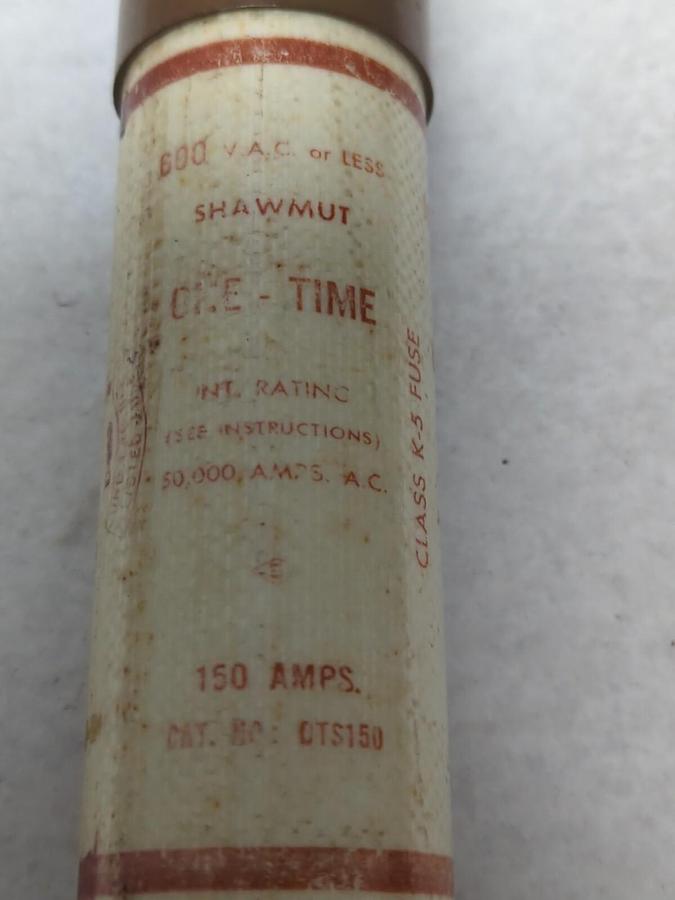 600 V.A.C. or LESS
SHAWMUT
ONE - TIME
INT. RATING
(SEE INSTRUCTIONS)
50,000 AMPS. A.C.
150 AMPS.
CAT. NO: OTS150
CLASS K-5 FUSE